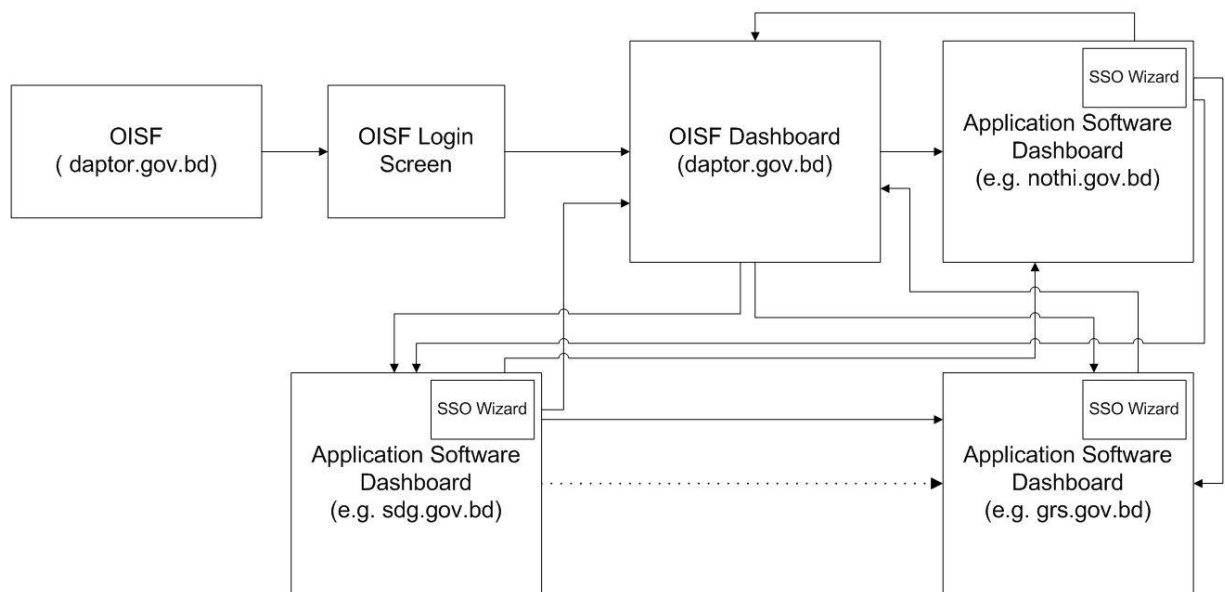 OISF
( daptor.gov.bd)
OISF Login
Screen
OISF Dashboard
(daptor.gov.bd)
SSO Wizard
Application Software
Dashboard
(e.g. nothi.gov.bd)
SSO Wizard
Application Software
Dashboard
(e.g. sdg.gov.bd)
SSO Wizard
Application Software
Dashboard
(e.g. grs.gov.bd)